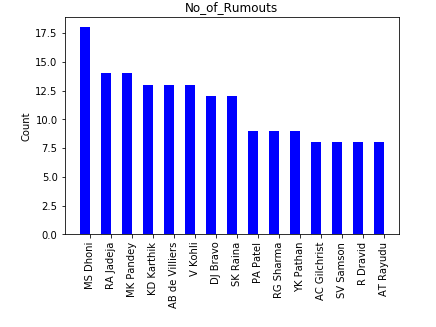 No_of_Rumouts
Count
17.5
15.0
12.5
10.0
7.5
5.0
2.5
0.0
MS Dhoni
RA Jadeja
MK Pandey
KD Karthik
AB de Villiers
V Kohli
DJ Bravo
SK Raina
PA Patel
RG Sharma
YK Pathan
AC Gilchrist
SV Samson
R Dravid
AT Rayudu